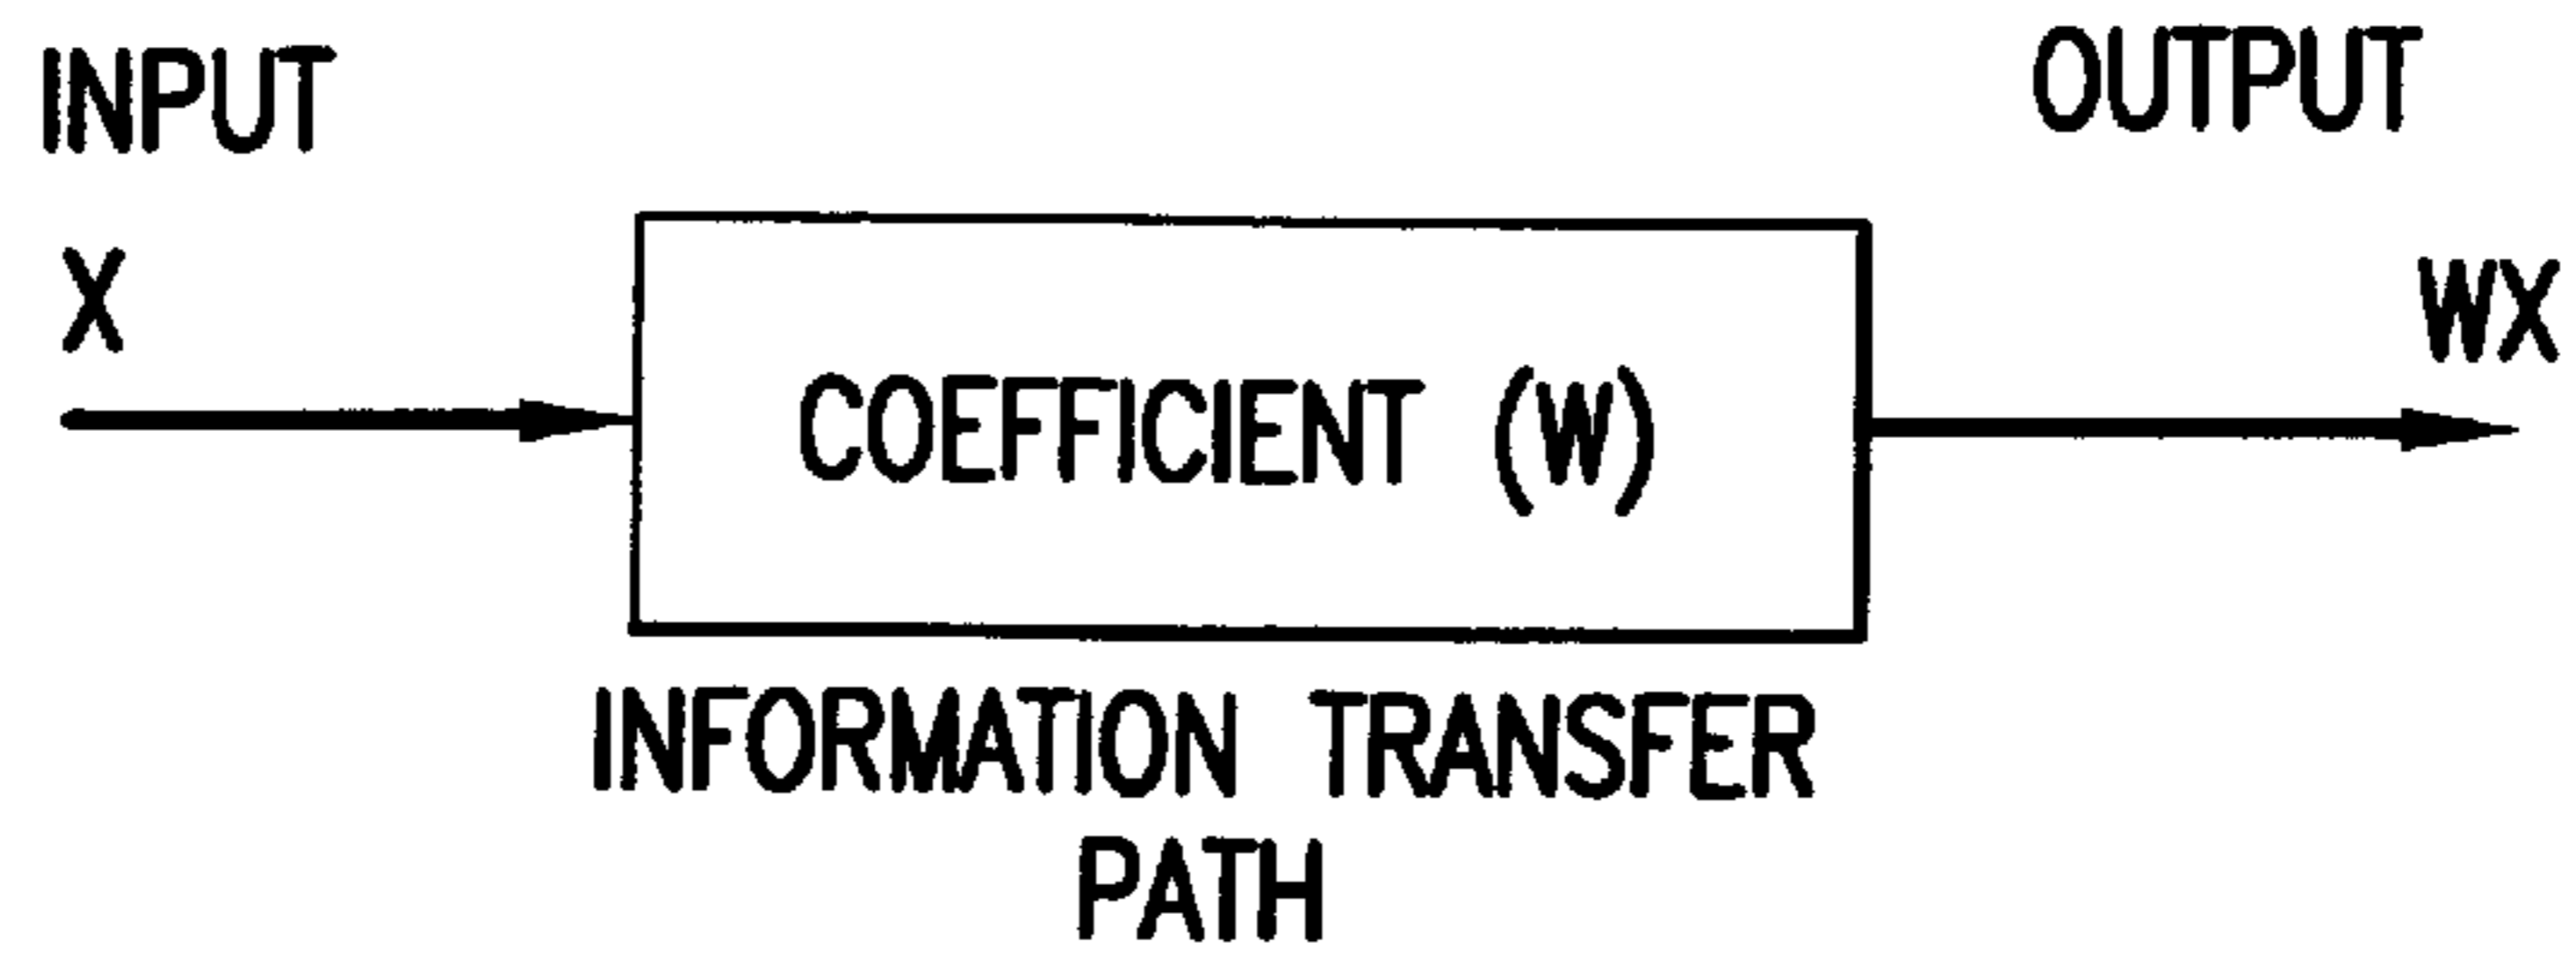 INPUT
OUTPUT
X
WX
COEFFICIENT (W)
INFORMATION TRANSFER
PATH